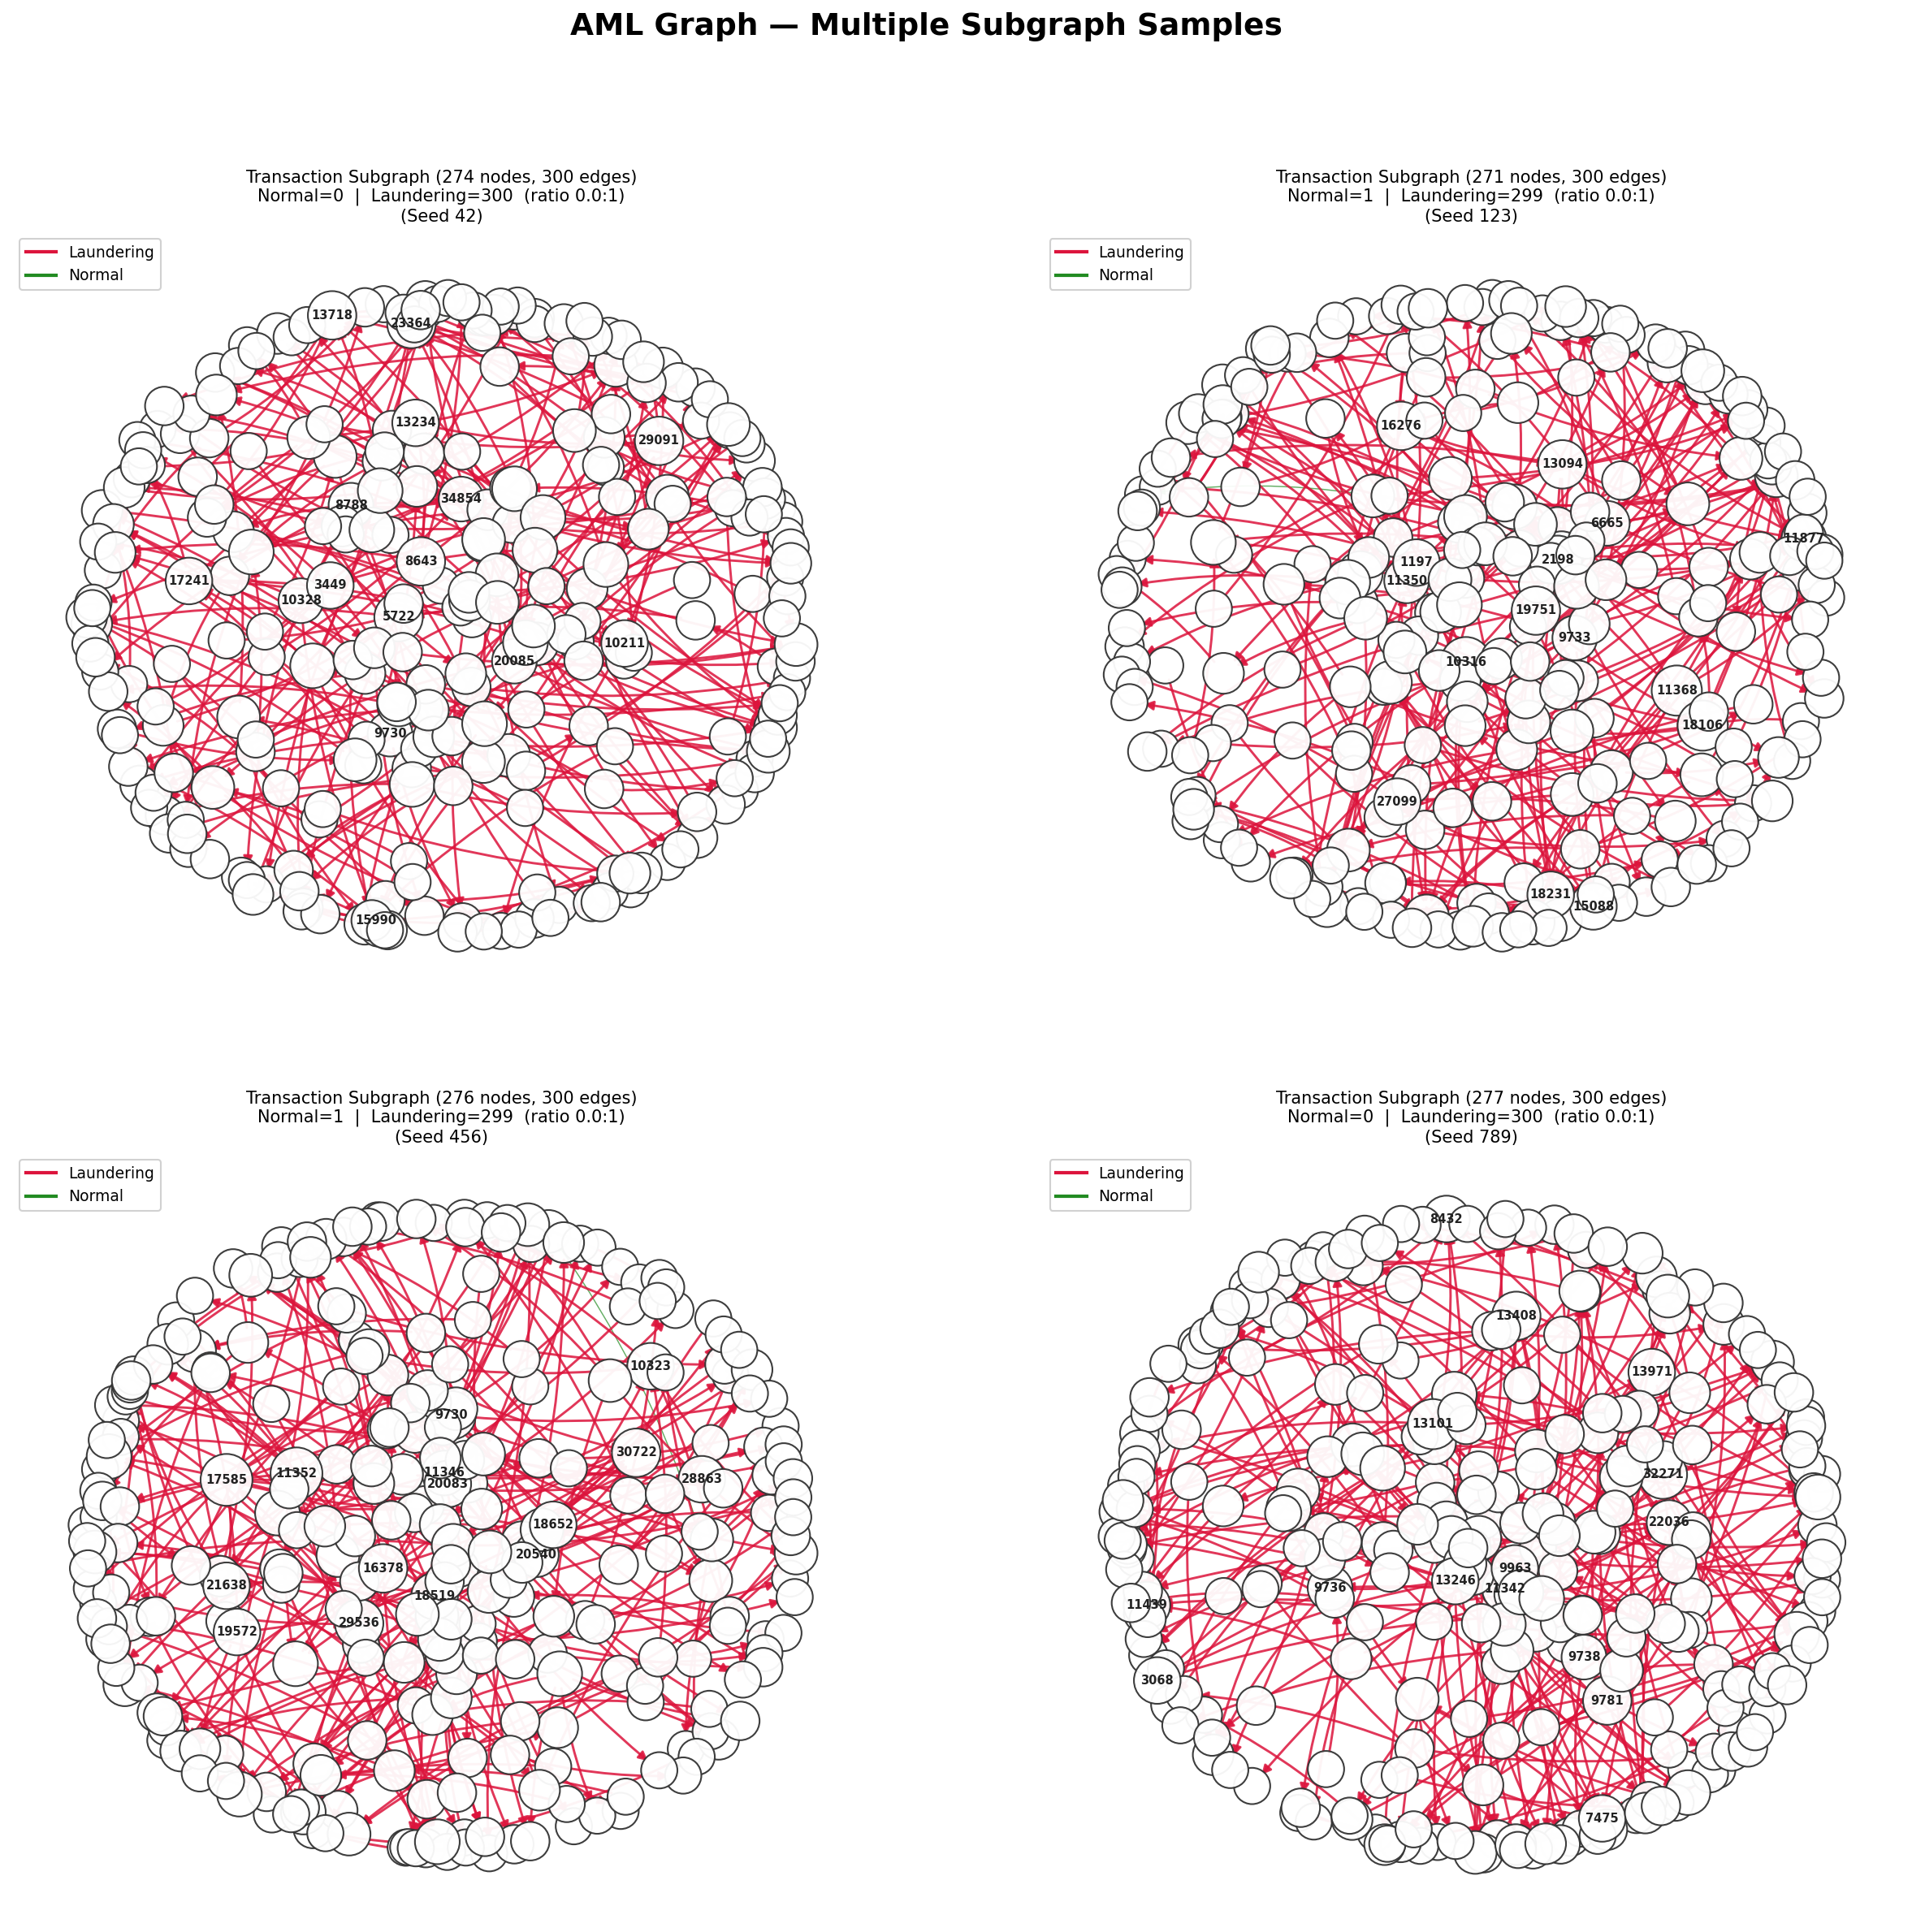 AML Graph — Multiple Subgraph Samples
Transaction Subgraph (274 nodes, 300 edges)
Normal=0 | Laundering=300 (ratio 0.0:1)
(Seed 42)
Laundering
Normal
13718
23364
13234
29091
8788
34854
8643
17241
3449
10328
5722
10211
20085
9730
15990
Transaction Subgraph (271 nodes, 300 edges)
Normal=1 | Laundering=299 (ratio 0.0:1)
(Seed 123)
Laundering
Normal
16276
13094
6665
11877
1197
2198
11350
19751
9733
10316
11368
18106
27099
18231
15088
Transaction Subgraph (276 nodes, 300 edges)
Normal=1 | Laundering=299 (ratio 0.0:1)
(Seed 456)
Laundering
Normal
10323
9730
30722
11352
11346
17585
28863
20083
18652
20540
16378
21638
18519
29536
19572
Transaction Subgraph (277 nodes, 300 edges)
Normal=0 | Laundering=300 (ratio 0.0:1)
(Seed 789)
Laundering
Normal
8432
13408
13971
13101
32271
22036
9963
13246
9736
11342
11439
9738
3068
9781
7475